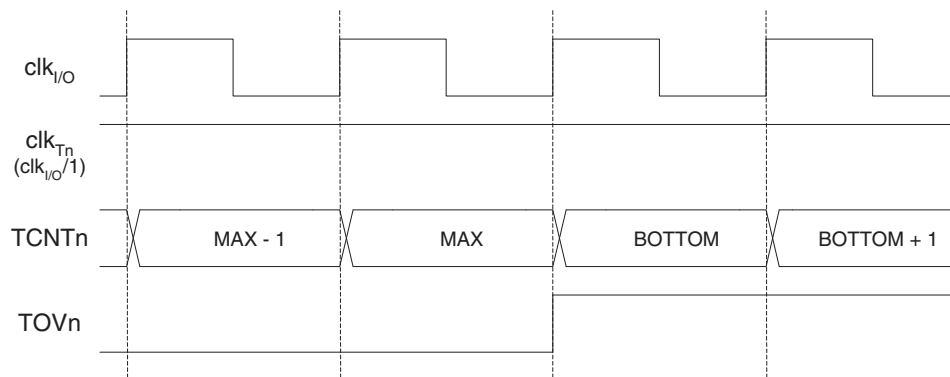 clkI/O
clkTn
(clkI/O/1)
TCNTn
MAX - 1
MAX
BOTTOM
BOTTOM + 1
TOVn